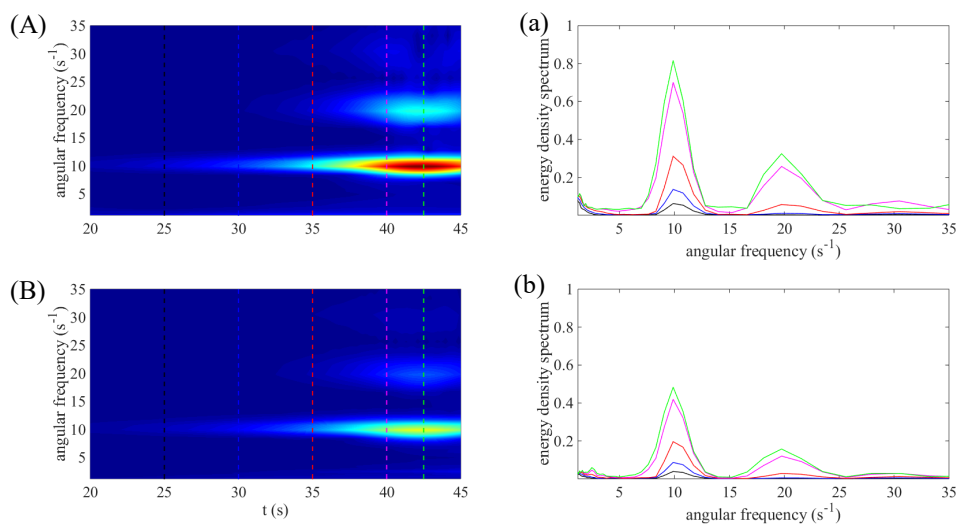 (A)
35
30
25
20
15
10
5
angular frequency (s-1)
20 25 30 35 40 45
(a)
1
0.8
0.6
0.4
0.2
energy density spectrum
5 10 15 20 25 30 35
angular frequency (s-1)
(B)
35
30
25
20
15
10
5
angular frequency (s-1)
20 25 30 35 40 45
t (s)
(b)
1
0.8
0.6
0.4
0.2
energy density spectrum
5 10 15 20 25 30 35
angular frequency (s-1)